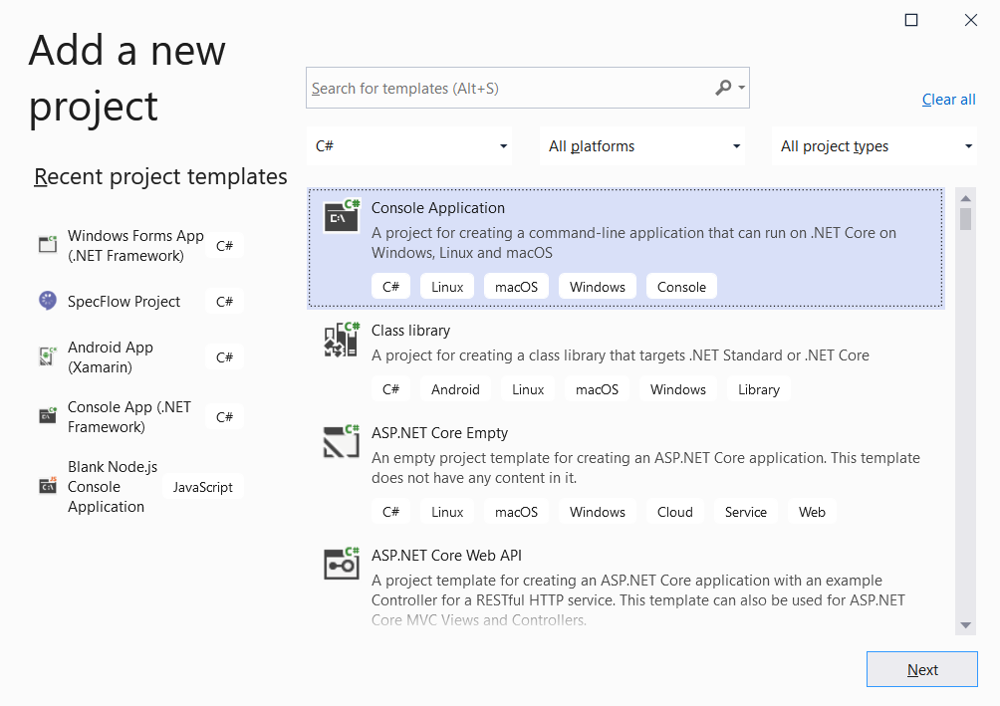 Add a new
project
Search for templates (Alt+S)
Clear all
C#
All platforms
All project types
Recent project templates
Windows Forms App
(.NET Framework)
C#
SpecFlow Project
C#
Android App
(Xamarin)
C#
Console App (.NET
Framework)
C#
Blank Node.js
Console
Application
JavaScript
Console Application
A project for creating a command-line application that can run on .NET Core on
Windows, Linux and macOS
C# Linux macOS Windows Console
Class library
A project for creating a class library that targets .NET Standard or .NET Core
C# Android Linux macOS Windows Library
ASP.NET Core Empty
An empty project template for creating an ASP.NET Core application. This template
does not have any content in it.
C# Linux macOS Windows Cloud Service Web
ASP.NET Core Web API
A project template for creating an ASP.NET Core application with an example
Controller for a RESTful HTTP service. This template can also be used for ASP.NET
Core MVC Views and Controllers.
Next